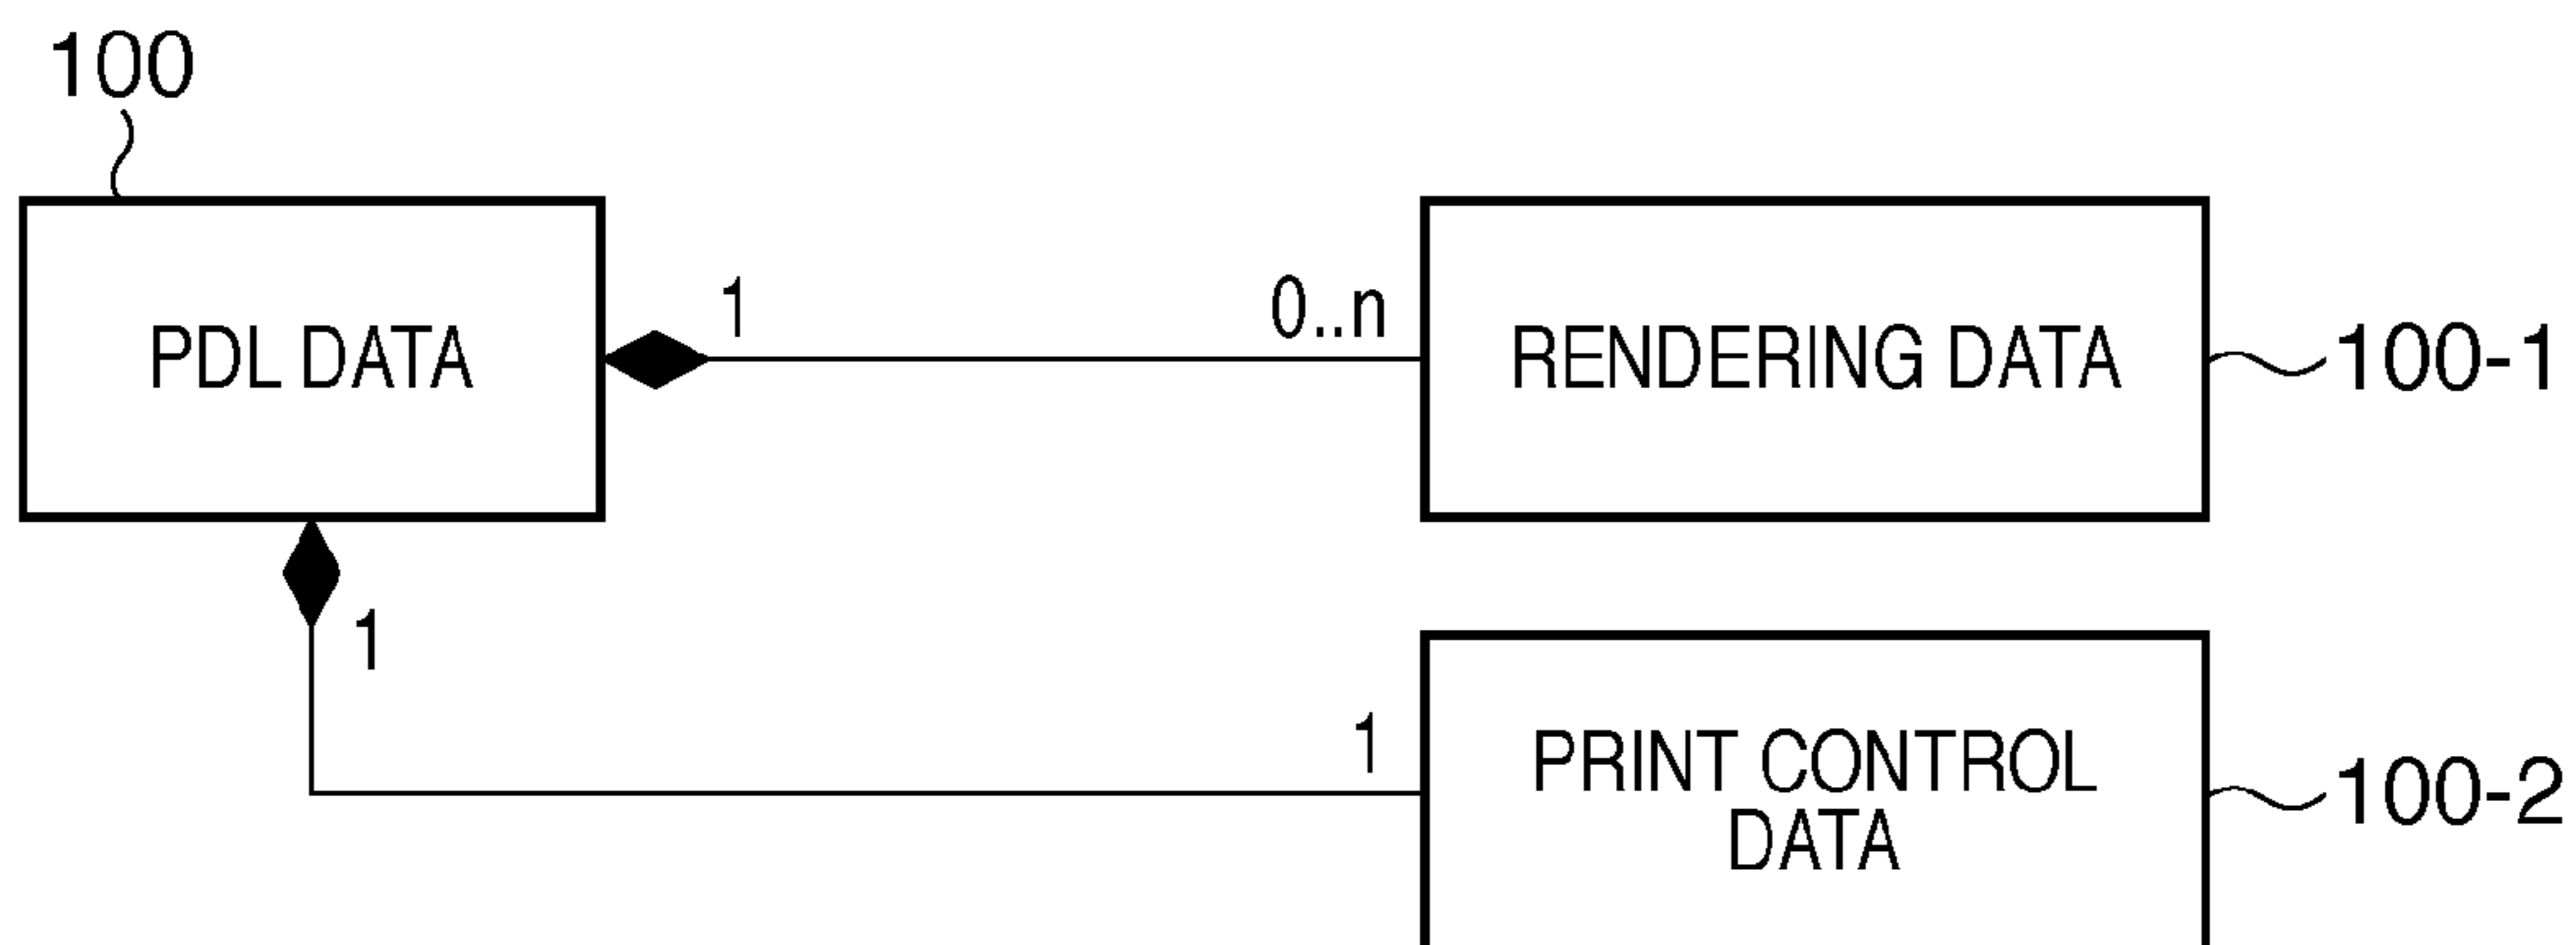 100
PDL DATA
1
0..n
RENDERING DATA
100-1
1
1
PRINT CONTROL
DATA
100-2